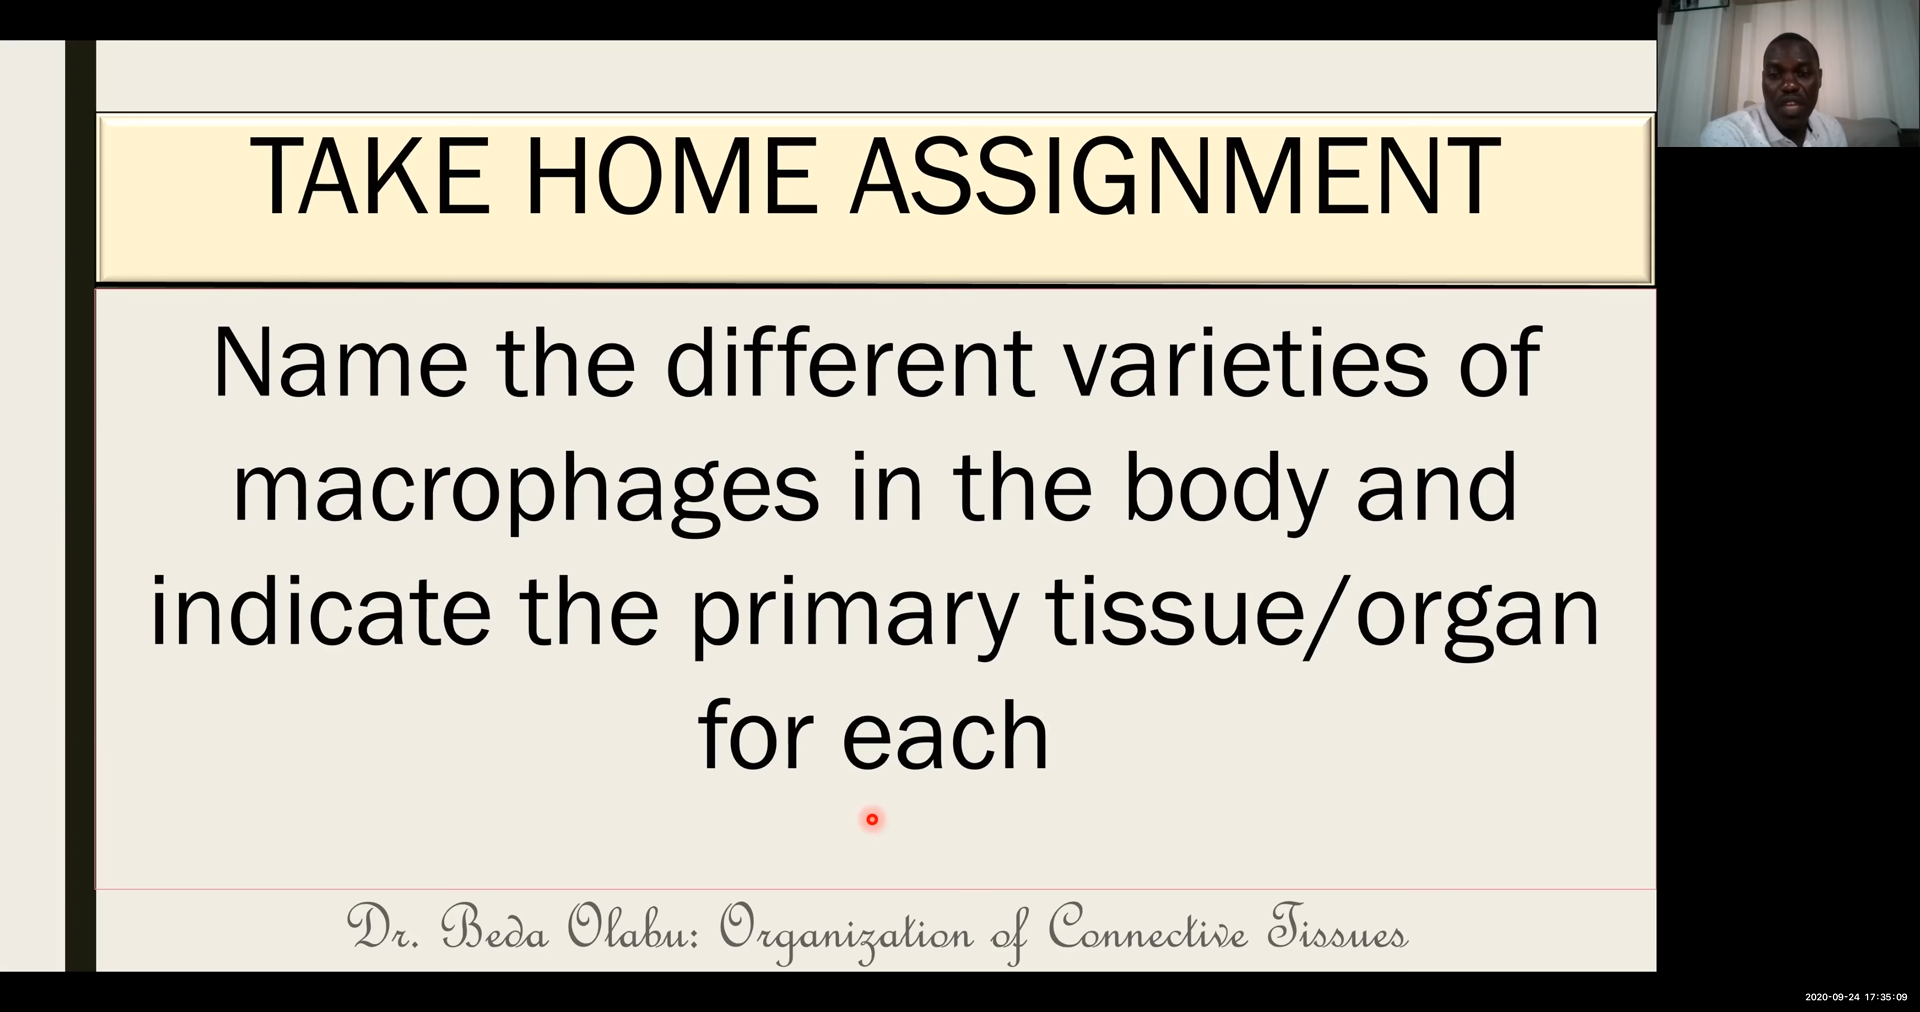 TAKE HOME ASSIGNMENT
Name the different varieties of
macrophages in the body and
indicate the primary tissue/organ
for each
Dr. Beda Olabu: Organization of Connective Tissues
2020-09-24 17:35:09